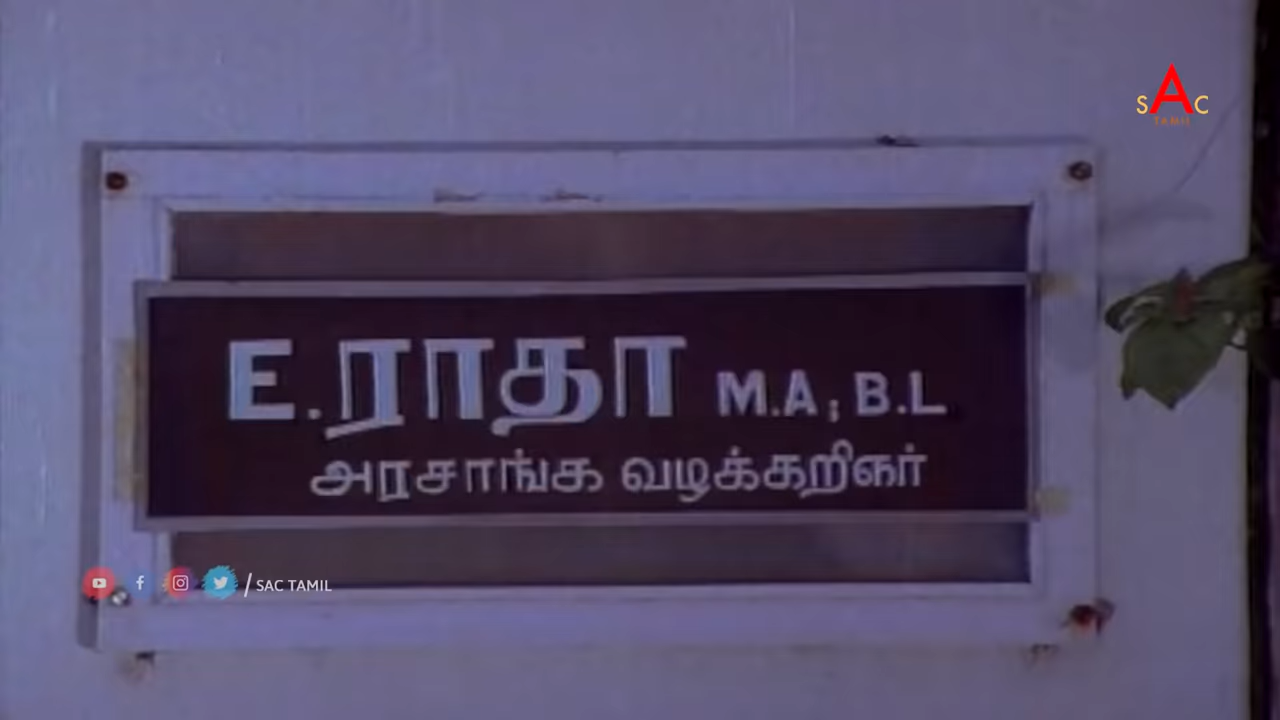 SAC
TAMIL
E. ராதா M.A; B.L
அரசாங்க வழக்கறிஞர்
/ SAC TAMIL